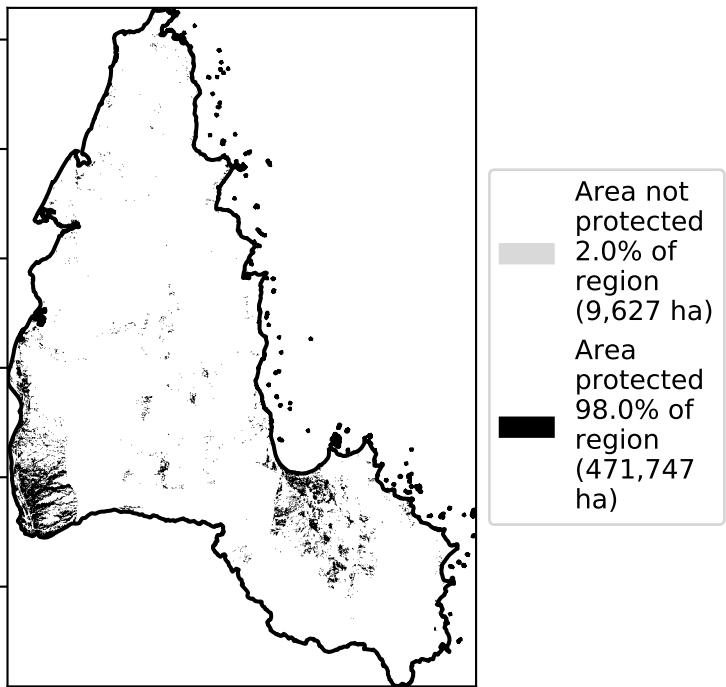 Area not
protected
2.0% of
region
(9,627 ha)
Area
protected
98.0% of
region
(471,747
ha)